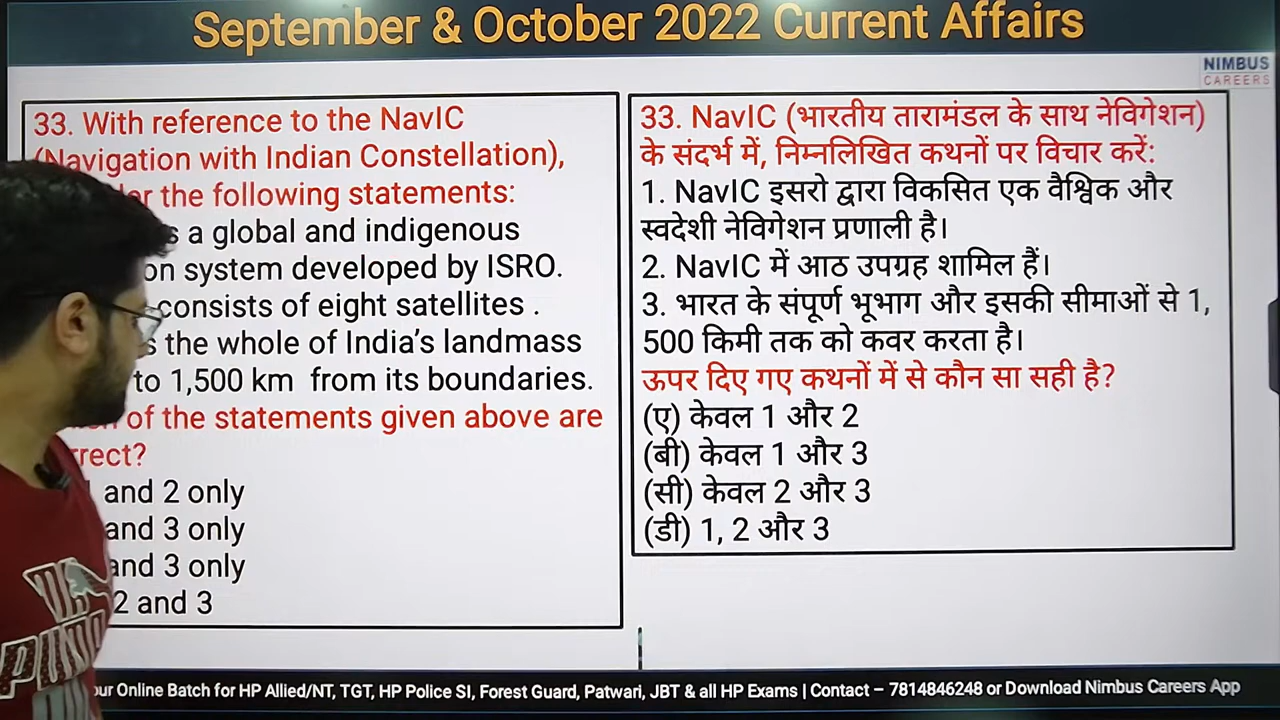 September & October 2022 Current Affairs
NIMBUS
CAREERS
33. With reference to the NavIC
(Navigation with Indian Constellation),
the following statements:
a global and indigenous
system developed by ISRO.
consists of eight satellites .
the whole of India's landmass
to 1,500 km from its boundaries.
of the statements given above are
and 2 only
and 3 only
and 3 only
2 and 3
33. NavIC (भारतीय तारामंडल के साथ नेविगेशन)
के संदर्भ में, निम्नलिखित कथनों पर विचार करें:
1. NavIC इसरो द्वारा विकसित एक वैश्विक और
स्वदेशी नेविगेशन प्रणाली है।
2. NavIC में आठ उपग्रह शामिल हैं।
3. भारत के संपूर्ण भूभाग और इसकी सीमाओं से 1,
500 किमी तक को कवर करता है।
ऊपर दिए गए कथनों में से कौन सा सही है?
(ए) केवल 1 और 2
(बी) केवल 1 और 3
(सी) केवल 2 और 3
(डी) 1, 2 और 3
Online Batch for HP Allied/NT, TGT, HP Police SI, Forest Guard, Patwari, JBT & all HP Exams | Contact – 7814846248 or Download Nimbus Careers App